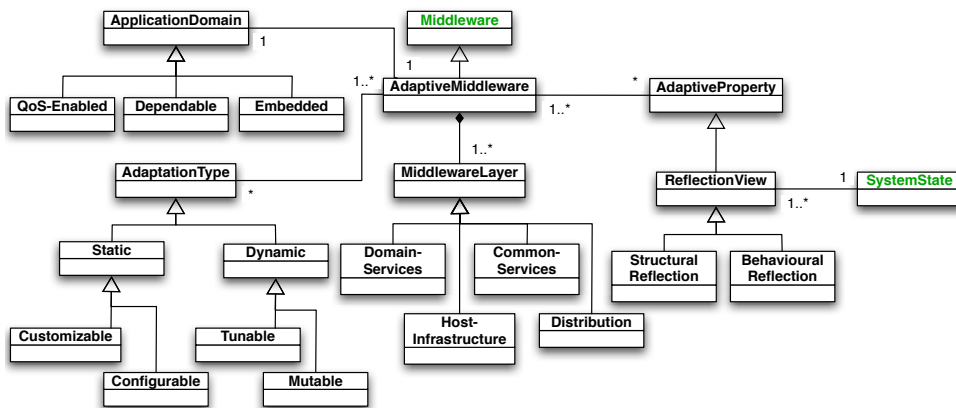 ApplicationDomain
Middleware
1
1
1..*
*
QoS-Enabled
Dependable
Embedded
AdaptiveMiddleware
AdaptiveProperty
1..*
1..*
AdaptationType
*
MiddlewareLayer
ReflectionView
1
1..*
SystemState
Static
Dynamic
Domain-
Services
Common-
Services
Structural
Reflection
Behavioural
Reflection
Customizable
Tunable
Host-
Infrastructure
Distribution
Configurable
Mutable